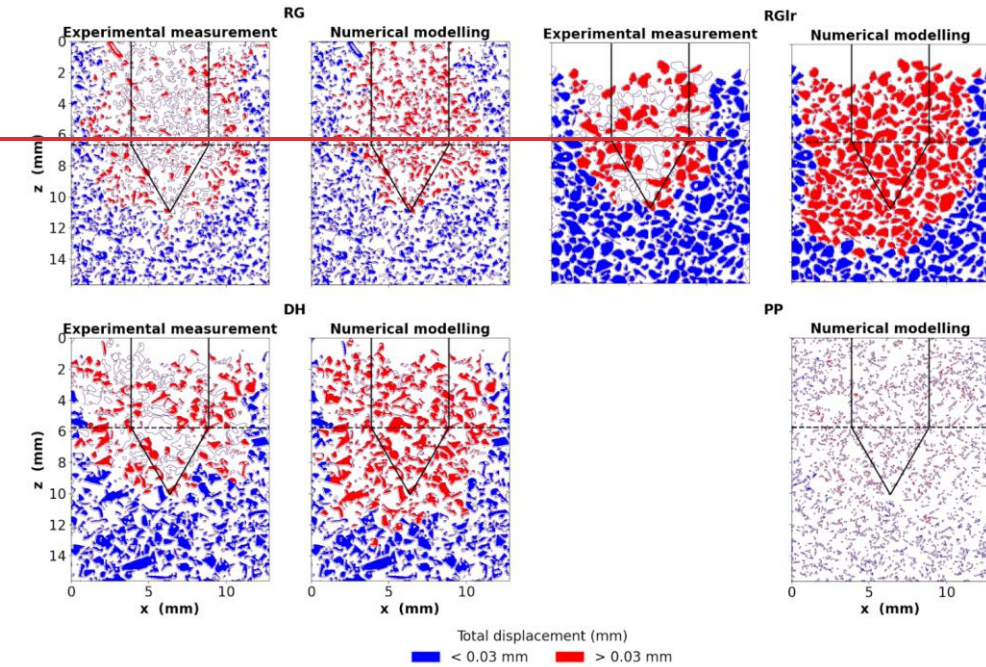 RG
RGlr
Experimental measurement
Numerical modelling
Experimental measurement
Numerical modelling
0
2
4
6
8
10
12
14
z (mm)
DH
PP
Experimental measurement
Numerical modelling
Numerical modelling
0
2
4
6
8
10
12
14
z (mm)
0 5 10 0 5 10 0 5 10
x (mm) x (mm) x (mm)
Total displacement (mm)
< 0.03 mm > 0.03 mm